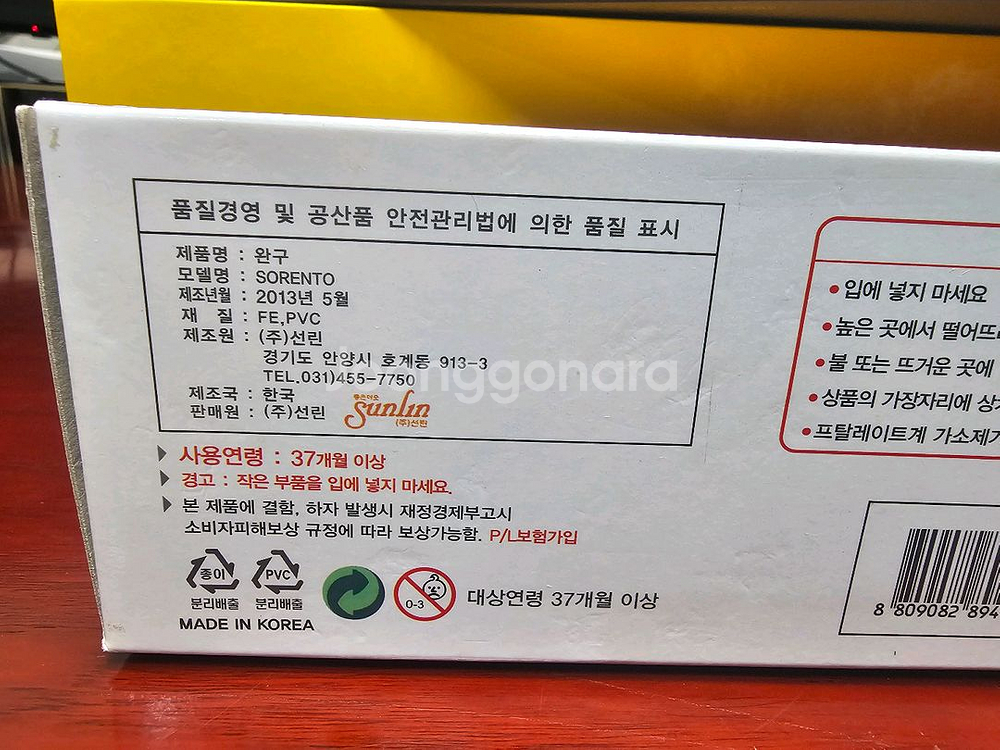 품질경영 및 공산품 안전관리법에 의한 품질 표시
제품명 : 완구
모델명 : SORENTO
제조년월 : 2013년 5월
재 질 : FE,PVC
제조원 : (주)선린
경기도 안양시 호계동 913-3
TEL.031)455-7750
제조국 : 한국
판매원 : (주)선린
좋은이웃
Sunlin
(주)선린
사용연령 : 37개월 이상
경고 : 작은 부품을 입에 넣지 마세요.
본 제품에 결함, 하자 발생시 재정경제부고시
소비자피해보상 규정에 따라 보상가능함. P/L보험가입
종이
분리배출
PVC
분리배출
0-3
대상연령 37개월 이상
MADE IN KOREA
•입에 넣지 마세요
•높은 곳에서 떨어뜨
•불 또는 뜨거운 곳에
•상품의 가장자리에
•프탈레이트계 가소제
8 809082 894